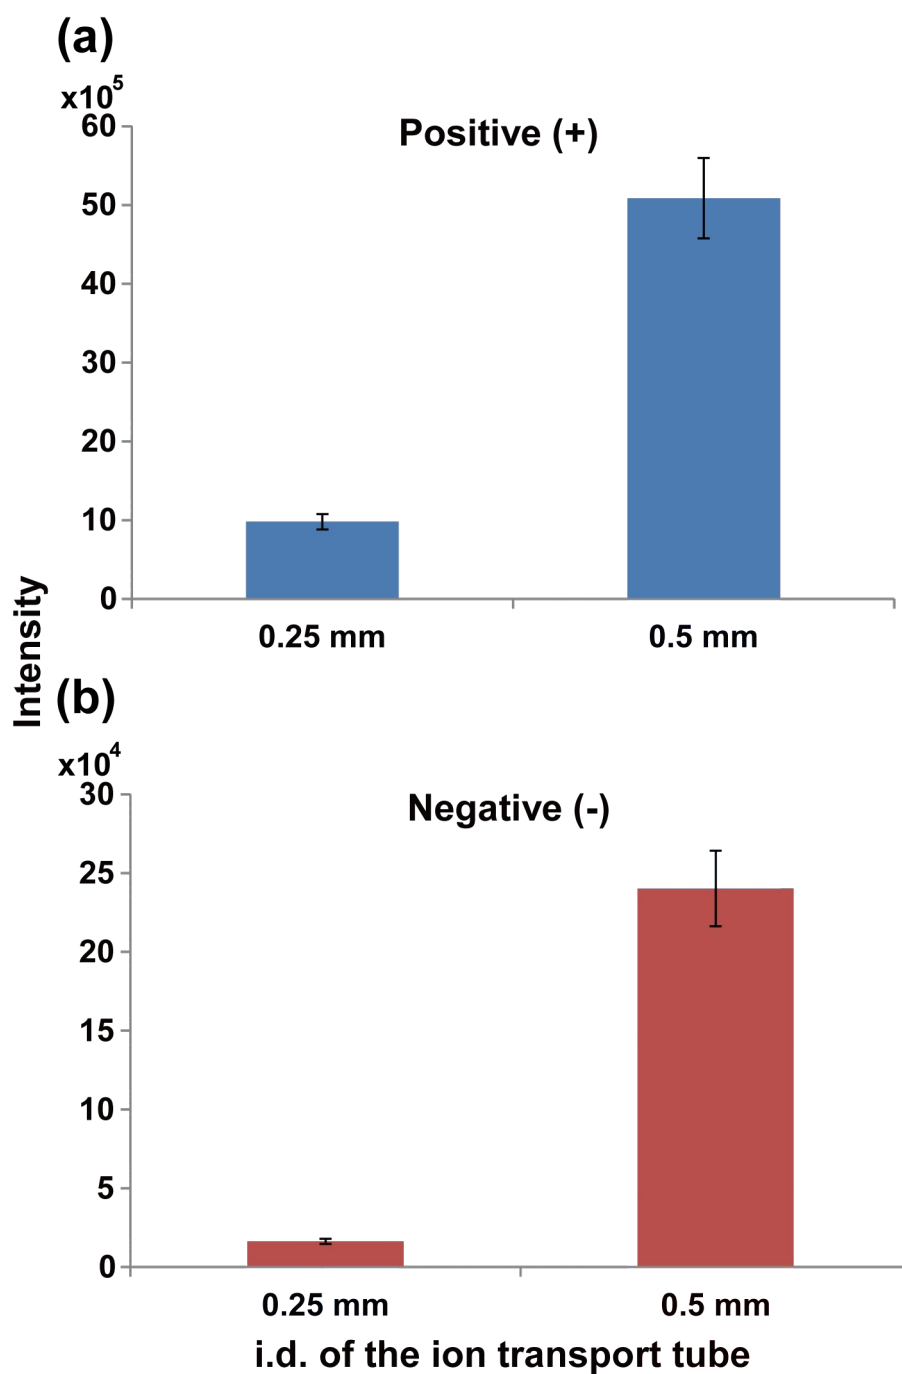 (a)
x10^5
Positive (+)
60
50
40
30
20
10
0
0.25 mm
0.5 mm
Intensity
(b)
x10^4
Negative (-)
30
25
20
15
10
5
0
0.25 mm
0.5 mm
i.d. of the ion transport tube